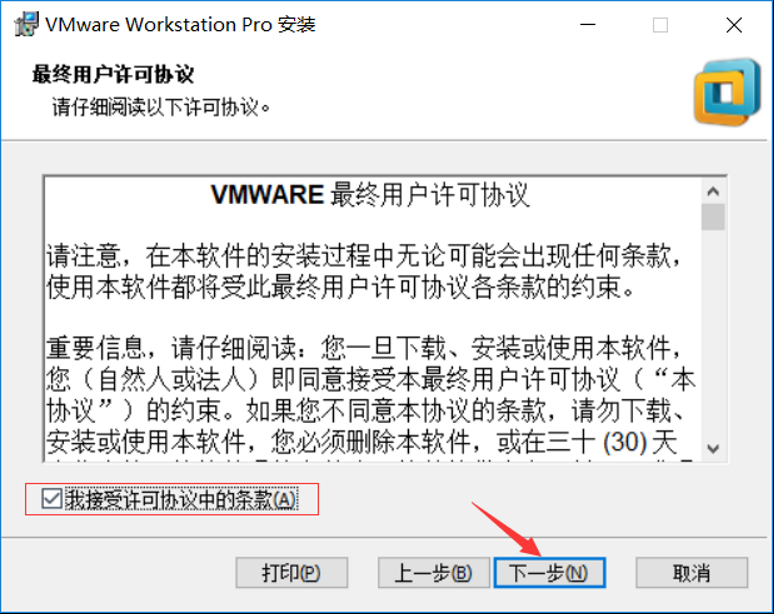 VMware Workstation Pro 安装
最终用户许可协议
请仔细阅读以下许可协议。
VMWARE 最终用户许可协议
请注意，在本软件的安装过程中无论可能会出现任何条款，
使用本软件都将受此最终用户许可协议各条款的约束。
重要信息，请仔细阅读：您一旦下载、安装或使用本软件，
您（自然人或法人）即同意接受本最终用户许可协议（“本
协议”）的约束。如果您不同意本协议的条款，请勿下载、
安装或使用本软件，您必须删除本软件，或在三十 (30) 天
我接受许可协议中的条款(A)
打印(P)
上一步(B)
下一步(N)
取消